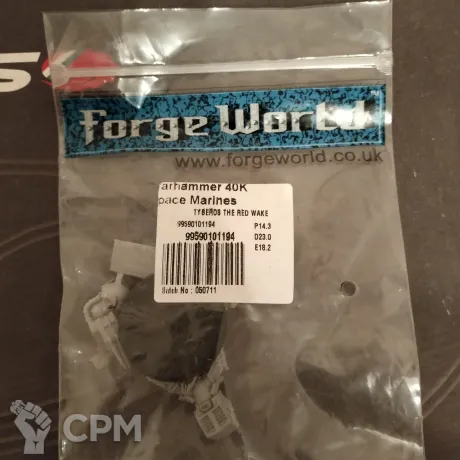 Forge World
www.forgeworld.co.uk
arhammer 40K
pace Marines
TYBEROS THE RED WAKE
99590101194 P14.3
99590101194 D23.0
E18.2
Batch No : 050711
CPM